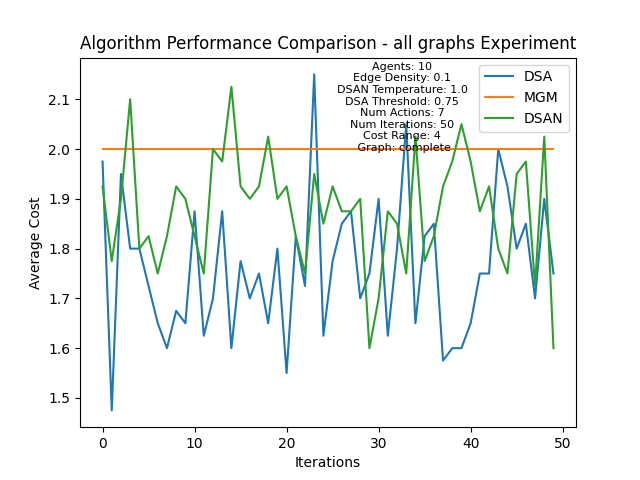 Algorithm Performance Comparison - all graphs Experiment
Agents: 10
Edge Density: 0.1
DSAN Temperature: 1.0
DSA Threshold: 0.75
Num Actions: 7
Num Iterations: 50
Cost Range: 4
Graph: complete
DSA
MGM
DSAN
Average Cost
2.1
2.0
1.9
1.8
1.7
1.6
1.5
0
10
20
30
40
50
Iterations